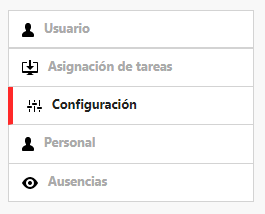 Usuario
Asignación de tareas
Configuración
Personal
Ausencias